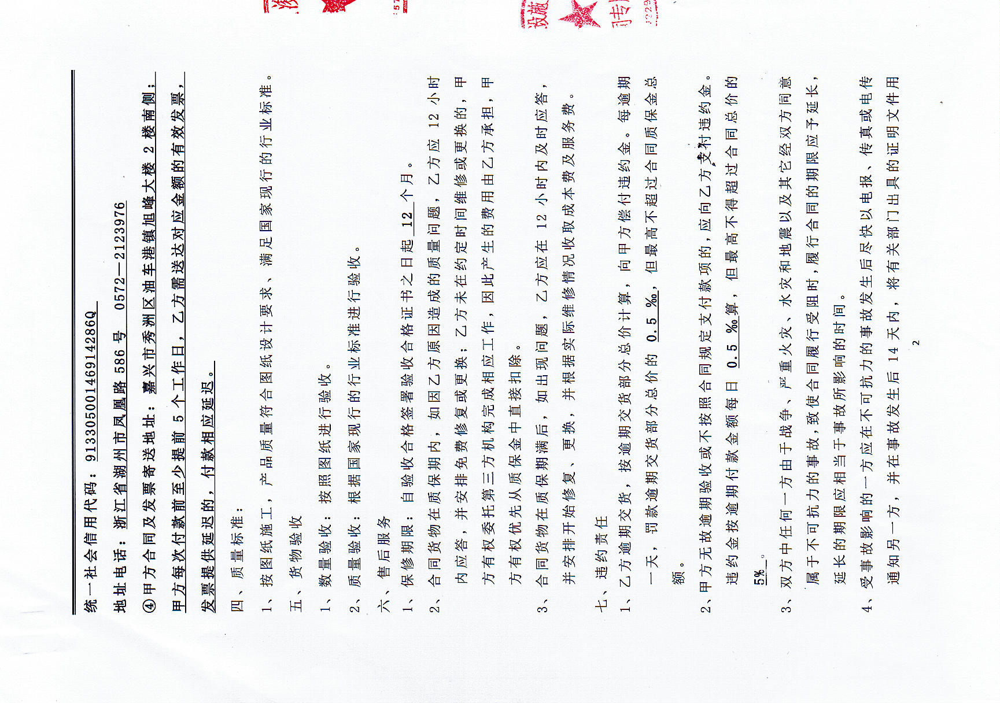 统一社会信用代码：91330500146914286Q
地址电话：浙江省湖州市凤凰路 586 号 0572—2123976
④甲方合同及发票寄送地址：嘉兴市秀洲区油车港镇旭峰大楼 2 楼南侧；
甲方每次付款前至少提前 5 个工作日，乙方需送达对应金额的有效发票，
发票提供延迟的，付款相应延迟。
四、质量标准：
1、按图纸施工，产品质量符合图纸设计要求、满足国家现行的行业标准。
五、货物验收
1、数量验收：按照图纸进行验收。
2、质量验收：根据国家现行的行业标准进行验收。
六、售后服务
1、保修期限：自验收合格签署验收合格证书之日起 12 个月。
2、合同货物在质保期内，如因乙方原因造成的质量问题，乙方应 12 小时
内应答，并安排免费修复或更换；乙方未在约定时间维修或更换的，甲
方有权委托第三方机构完成相应工作，因此产生的费用由乙方承担，甲
方有权优先从质保金中直接扣除。
3、合同货物在质保期满后，如出现问题，乙方应在 12 小时内及时应答，
并安排开始修复、更换，并根据实际维修情况收取成本费及服务费。
七、违约责任
1、乙方逾期交货，按逾期交货部分总价计算，向甲方偿付违约金。每逾期
一天，罚款逾期交货部分总价的 0.5 ‰，但最高不超过合同质保金总
额。
2、甲方无故逾期验收或不按照合同规定支付款项的，应向乙方支付违约金。
违约金按逾期付款金额每日 0.5 ‰算，但最高不得超过合同总价的
5%。
3、双方中任何一方由于战争、严重火灾、水灾和地震以及其它经双方同意
属于不可抗力的事故，致使合同履行受阻时，履行合同的期限应予延长，
延长的期限应相当于事故所影响的时间。
4、受事故影响的一方应在不可抗力的事故发生后尽快以电报、传真或电传
通知另一方，并在事故发生后 14 天内，将有关部门出具的证明文件用
2
设施
司专